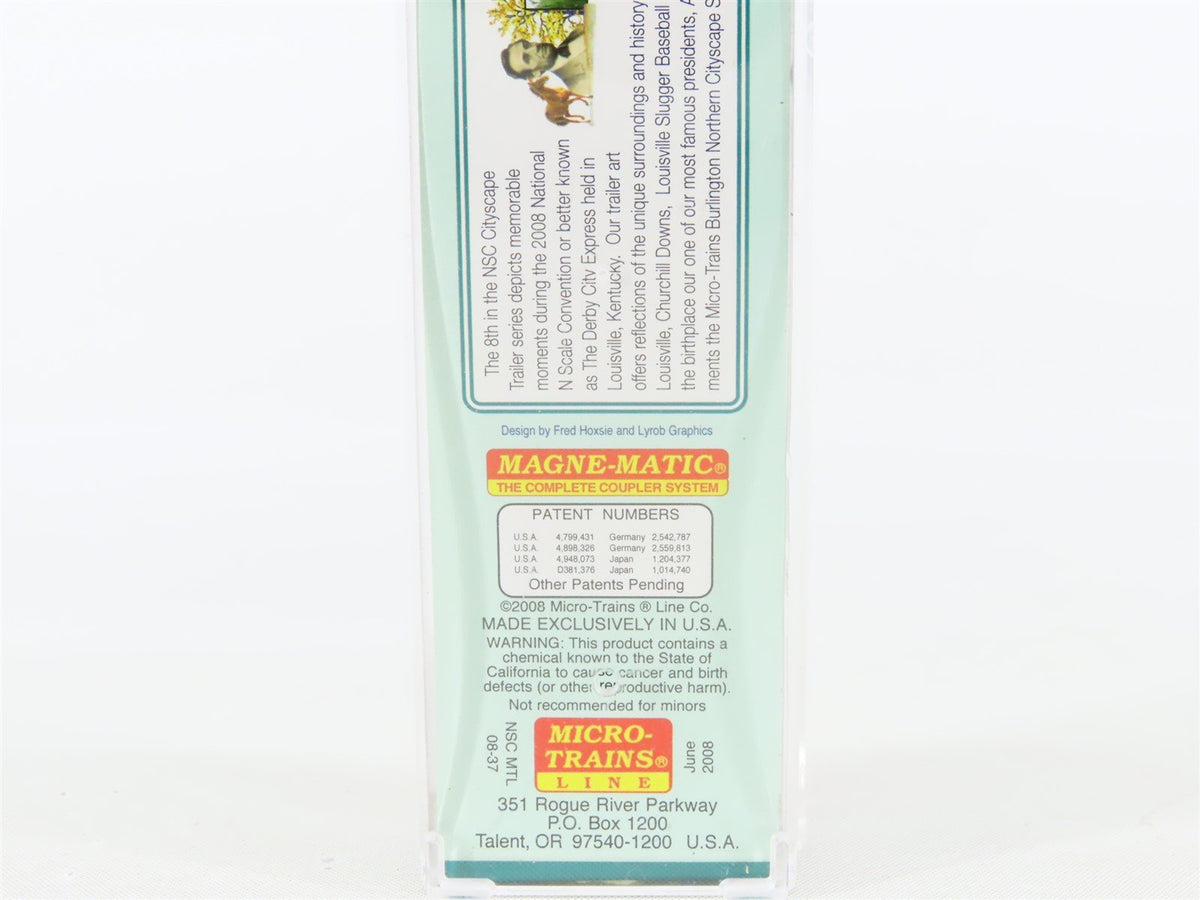 The 8th in the NSC Cityscape
Trailer series depicts memorable
moments during the 2008 National
N Scale Convention or better known
as The Derby City Express held in
Louisville, Kentucky. Our trailer art
offers reflections of the unique surroundings and history
Louisville, Churchill Downs, Louisville Slugger Baseball
the birthplace our one of our most famous presidents,
ments the Micro-Trains Burlington Northern Cityscape
Design by Fred Hoxsie and Lyrob Graphics
MAGNE-MATIC®
THE COMPLETE COUPLER SYSTEM
PATENT NUMBERS
U.S.A. 4,799,431 Germany 2,542,787
U.S.A. 4,898,326 Germany 2,559,813
U.S.A. 4,948,073 Japan 1,204,377
U.S.A. D381,376 Japan 1,014,740
Other Patents Pending
©2008 Micro-Trains ® Line Co.
MADE EXCLUSIVELY IN U.S.A.
WARNING: This product contains a
chemical known to the State of
California to cause cancer and birth
defects (or other reproductive harm).
Not recommended for minors
NSC MTL
08-37
MICRO-
TRAINS®
LINE
June
2008
351 Rogue River Parkway
P.O. Box 1200
Talent, OR 97540-1200 U.S.A.